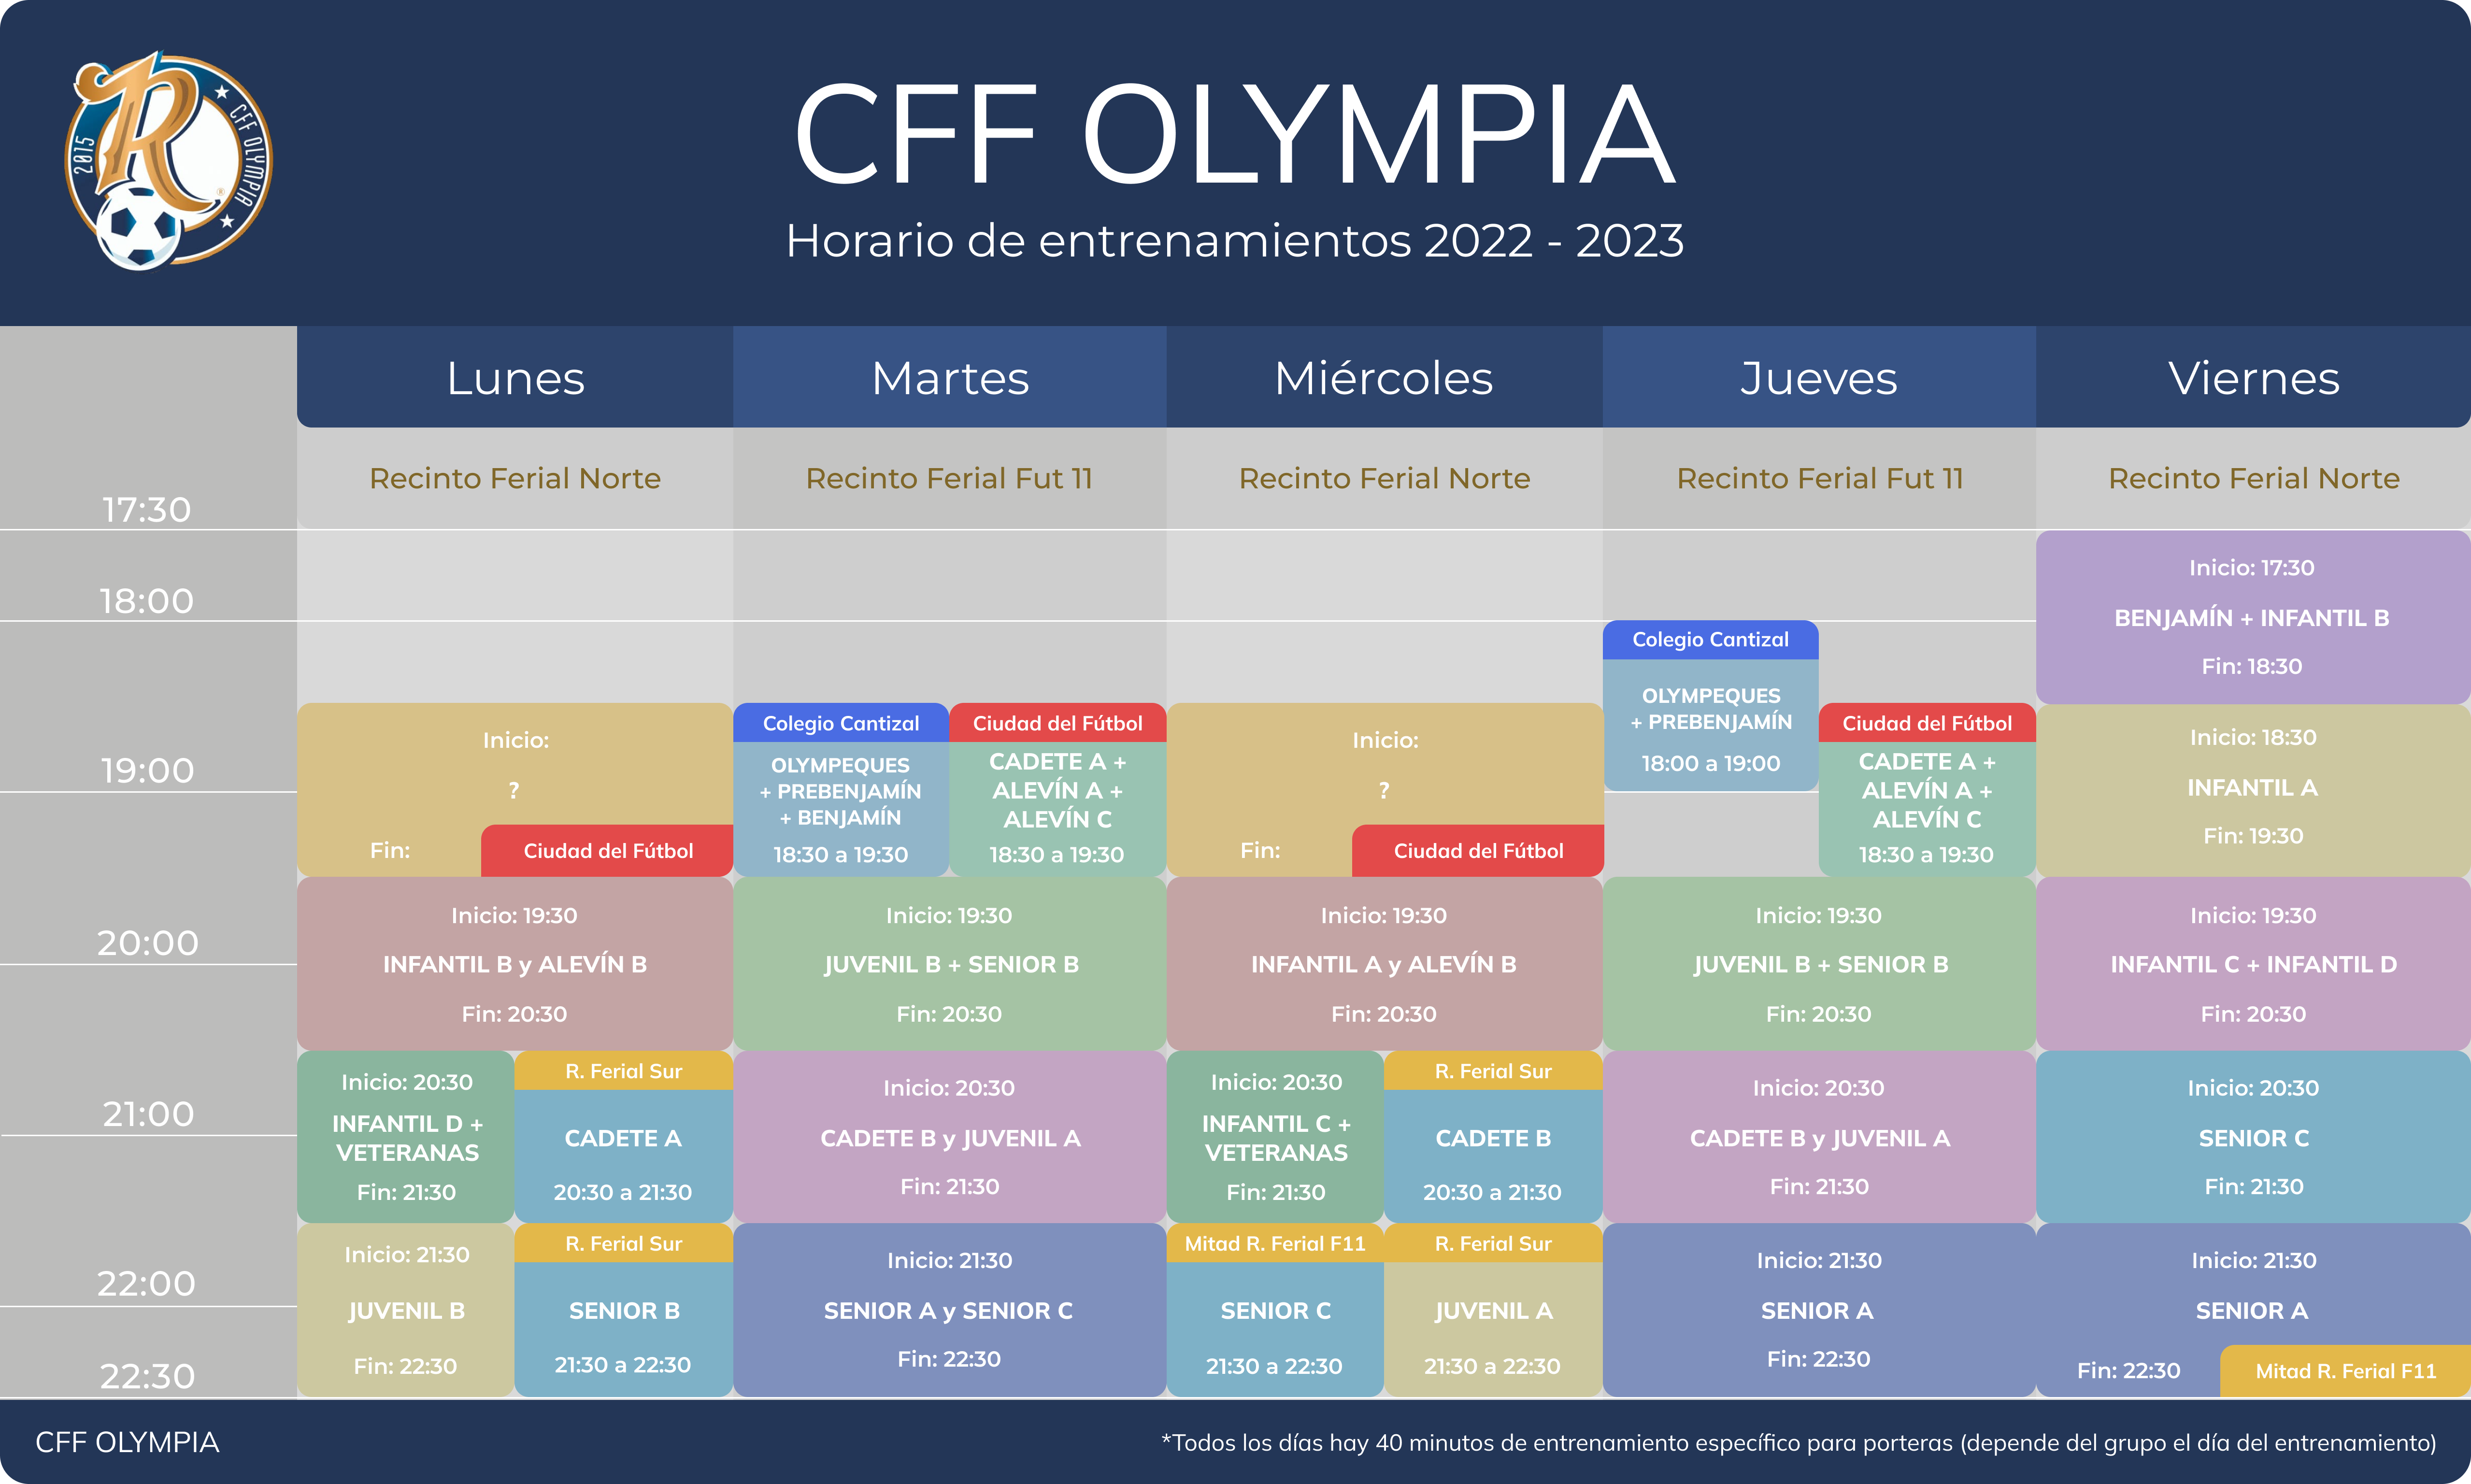 2015
CFF OLYMPIA
R
®
CFF OLYMPIA
Horario de entrenamientos 2022 - 2023
Lunes
Martes
Miércoles
Jueves
Viernes
Recinto Ferial Norte
Recinto Ferial Fut 11
Recinto Ferial Norte
Recinto Ferial Fut 11
Recinto Ferial Norte
17:30
18:00
19:00
20:00
21:00
22:00
22:30
Inicio:
?
Fin:
Ciudad del Fútbol
Inicio: 19:30
INFANTIL B y ALEVÍN B
Fin: 20:30
Inicio: 20:30
INFANTIL D +
VETERANAS
Fin: 21:30
R. Ferial Sur
CADETE A
20:30 a 21:30
Inicio: 21:30
JUVENIL B
Fin: 22:30
R. Ferial Sur
SENIOR B
21:30 a 22:30
Colegio Cantizal
OLYMPEQUES
+ PREBENJAMÍN
+ BENJAMÍN
18:30 a 19:30
Ciudad del Fútbol
CADETE A +
ALEVÍN A +
ALEVÍN C
18:30 a 19:30
Inicio: 19:30
JUVENIL B + SENIOR B
Fin: 20:30
Inicio: 20:30
CADETE B y JUVENIL A
Fin: 21:30
Inicio: 21:30
SENIOR A y SENIOR C
Fin: 22:30
Inicio:
?
Fin:
Ciudad del Fútbol
Inicio: 19:30
INFANTIL A y ALEVÍN B
Fin: 20:30
Inicio: 20:30
INFANTIL C +
VETERANAS
Fin: 21:30
R. Ferial Sur
CADETE B
20:30 a 21:30
Mitad R. Ferial F11
SENIOR C
21:30 a 22:30
R. Ferial Sur
JUVENIL A
21:30 a 22:30
Colegio Cantizal
OLYMPEQUES
+ PREBENJAMÍN
18:00 a 19:00
Ciudad del Fútbol
CADETE A +
ALEVÍN A +
ALEVÍN C
18:30 a 19:30
Inicio: 19:30
JUVENIL B + SENIOR B
Fin: 20:30
Inicio: 20:30
CADETE B y JUVENIL A
Fin: 21:30
Inicio: 21:30
SENIOR A
Fin: 22:30
Inicio: 17:30
BENJAMÍN + INFANTIL B
Fin: 18:30
Inicio: 18:30
INFANTIL A
Fin: 19:30
Inicio: 19:30
INFANTIL C + INFANTIL D
Fin: 20:30
Inicio: 20:30
SENIOR C
Fin: 21:30
Inicio: 21:30
SENIOR A
Fin: 22:30
Mitad R. Ferial F11
CFF OLYMPIA
*Todos los días hay 40 minutos de entrenamiento específico para porteras (depende del grupo el día del entrenamiento)